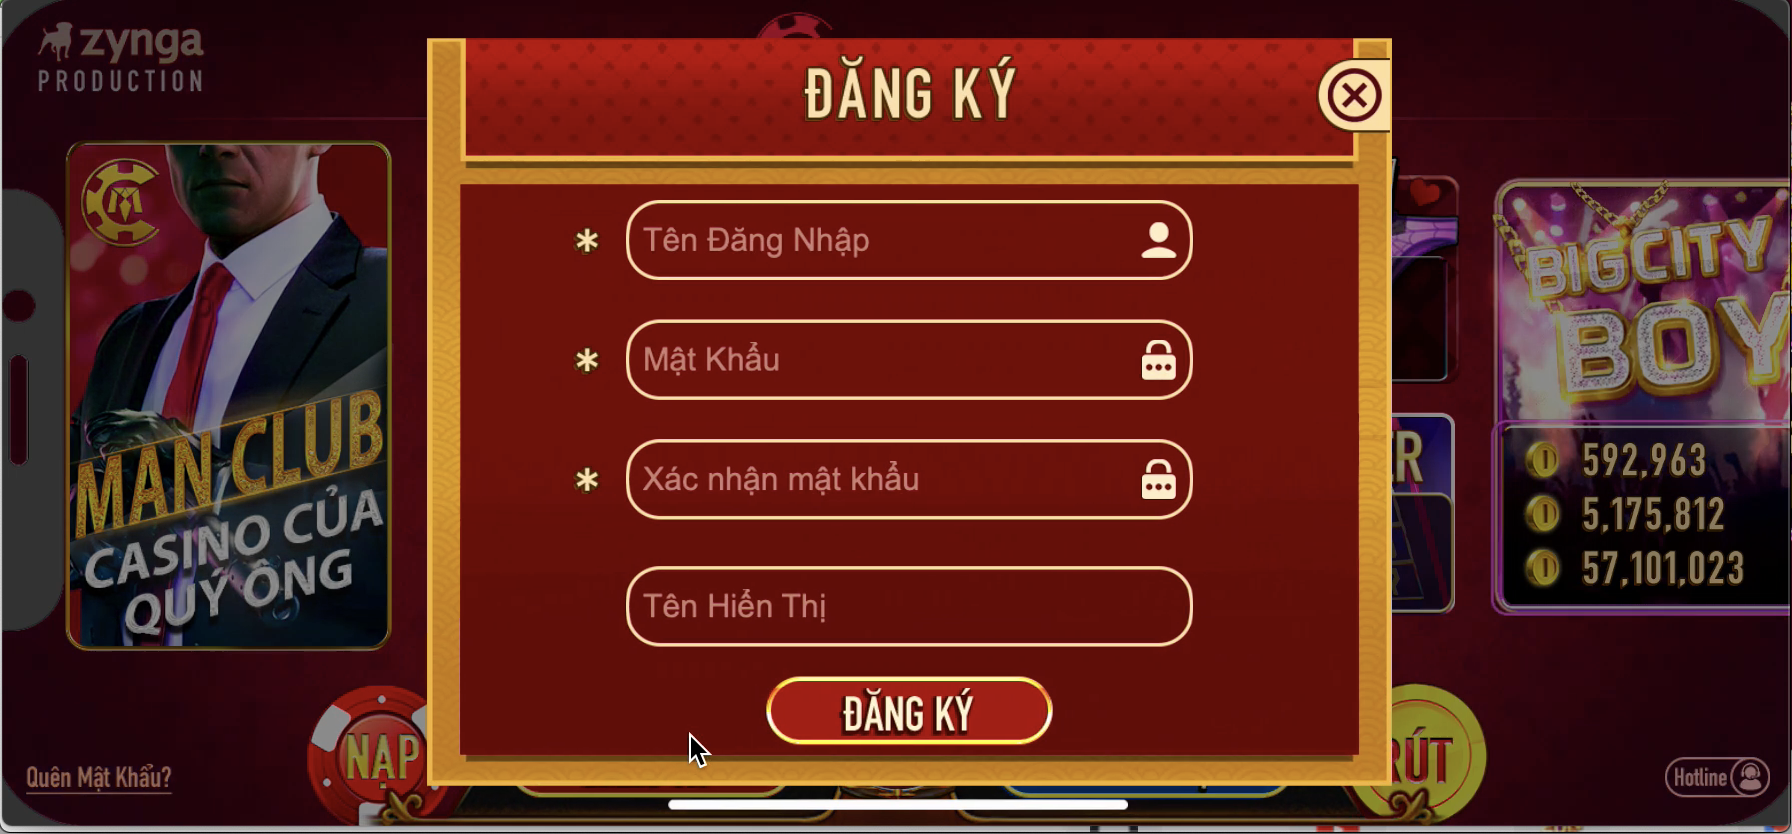 zynga
PRODUCTION
ĐĂNG KÝ
MAN CLUB
CASINO CỦA
QUÝ ÔNG
* Tên Đăng Nhập
* Mật Khẩu
* Xác nhận mật khẩu
Tên Hiển Thị
ĐĂNG KÝ
BIGCITY
BOY
592,963
5,175,812
57,101,023
NẠP
RÚT
Quên Mật Khẩu?
Hotline